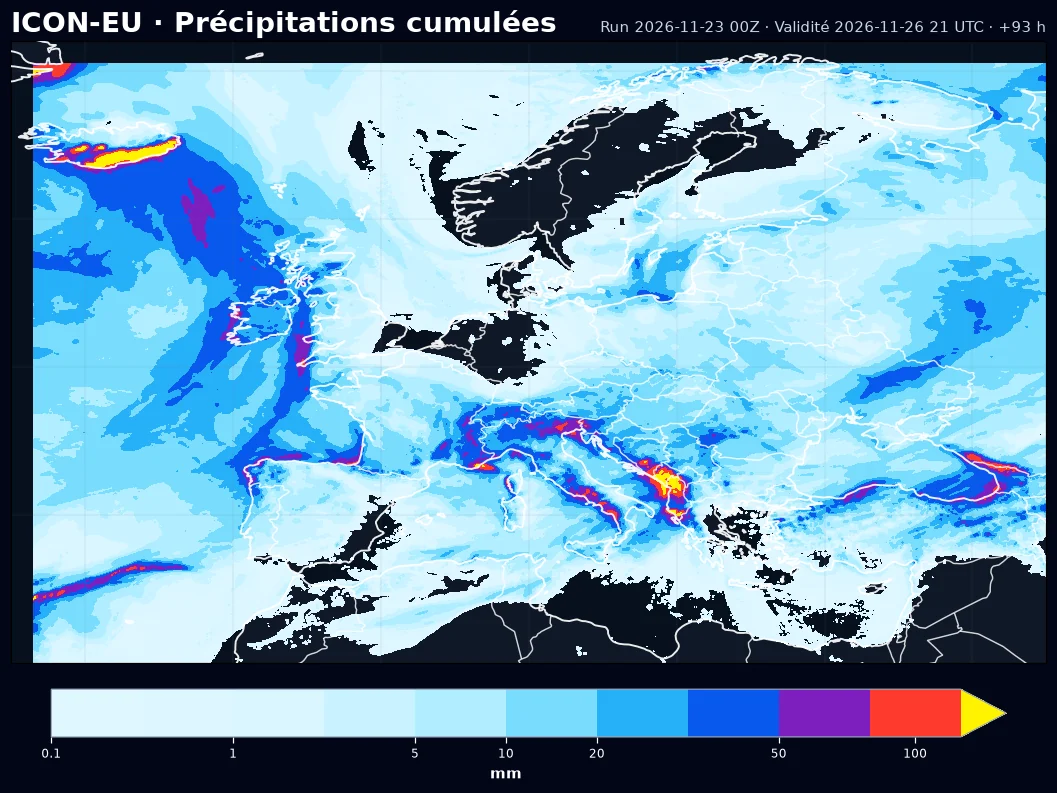 ICON-EU · Précipitations cumulées
Run 2026-11-23 00Z · Validité 2026-11-26 21 UTC · +93 h
0.1 1 5 10 20 50 100
mm